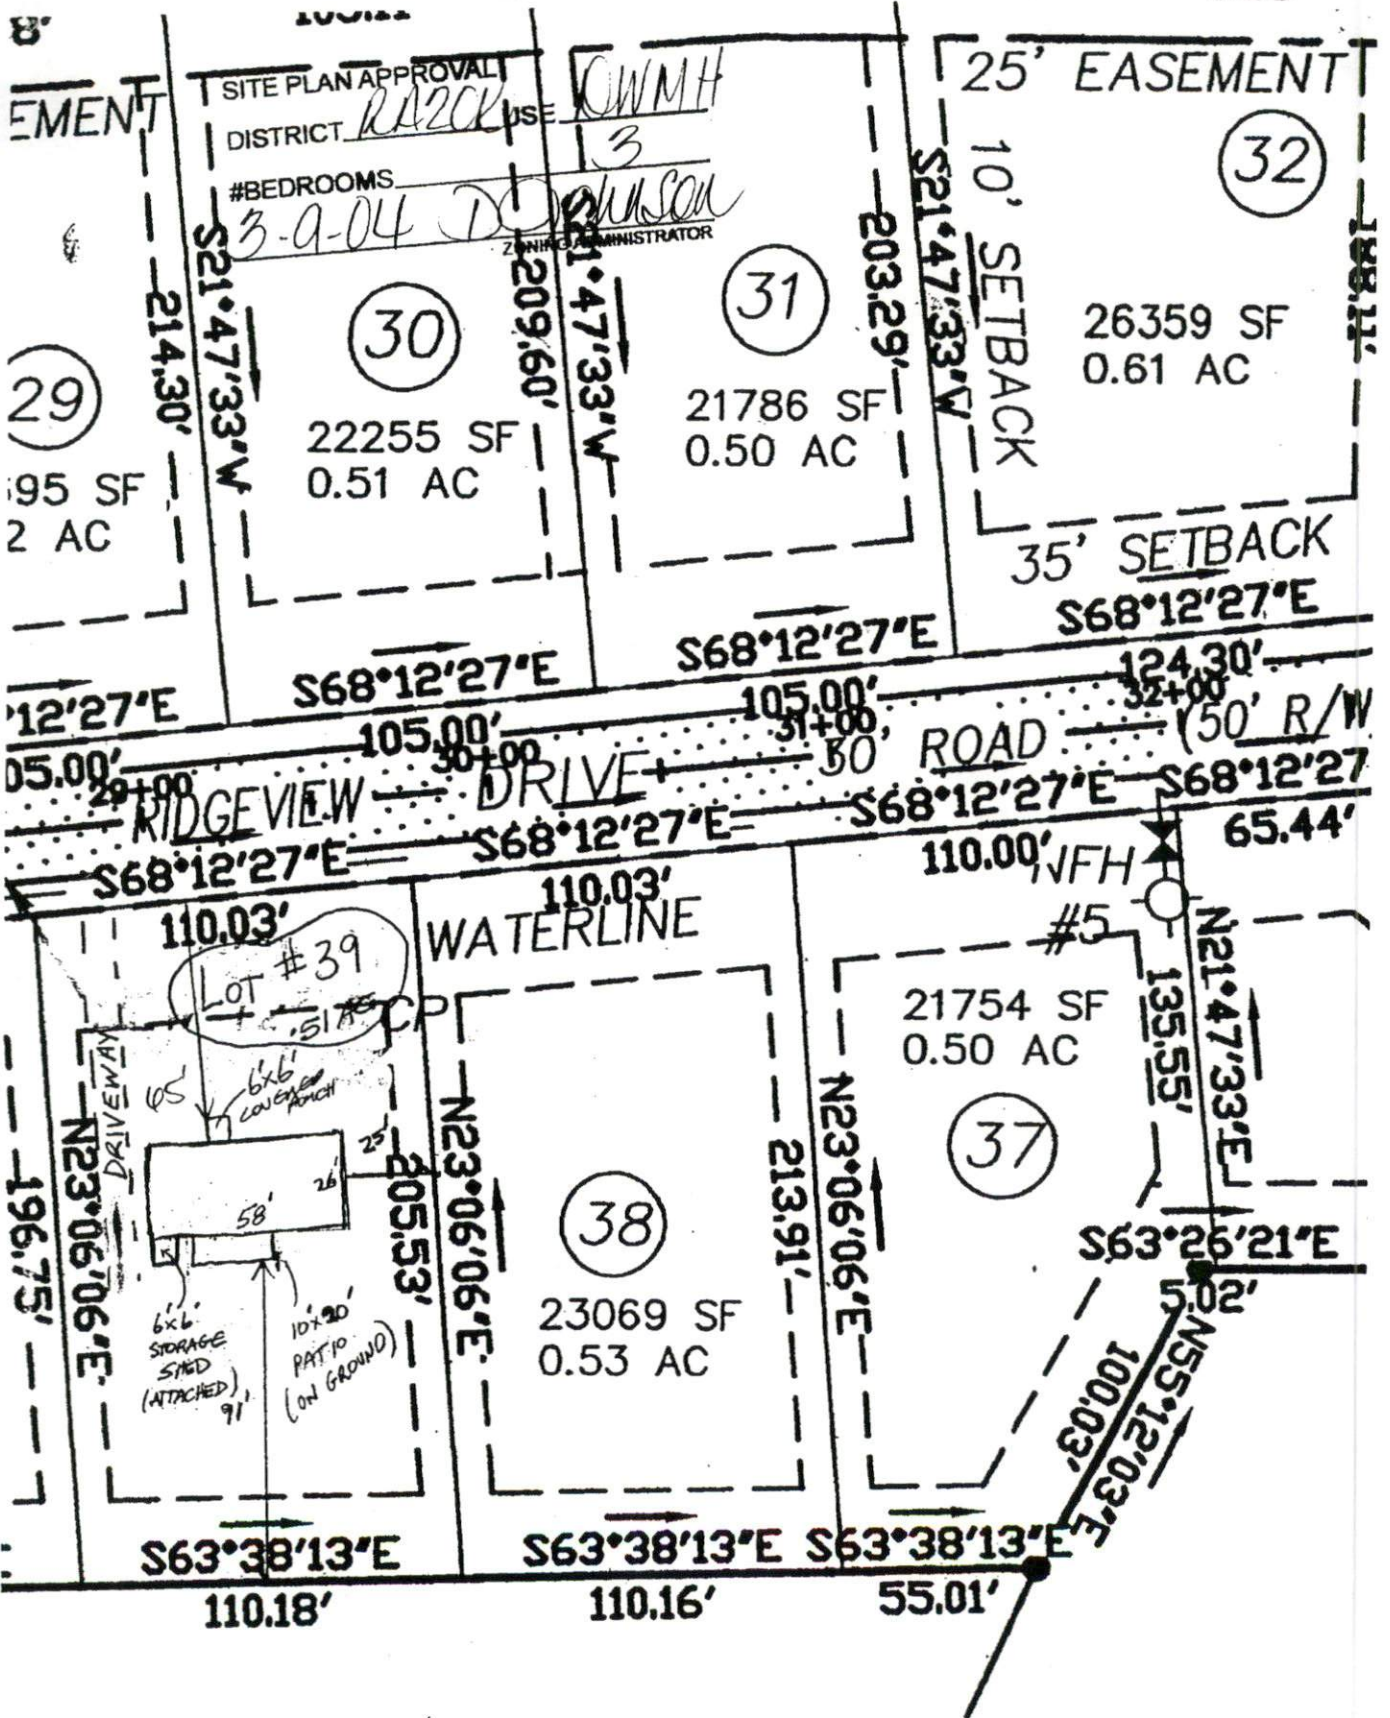 8'
EMENT
SITE PLAN APPROVAL
DISTRICT RA20R USE DWMH
#BEDROOMS 3
3-9-04 D Johnson
ZONING ADMINISTRATOR
25' EASEMENT
10' SETBACK
32
26359 SF
0.61 AC
188.11'
35' SETBACK
S21°47'33"W
203.29'
31
21786 SF
0.50 AC
S21°47'33"W
209.60'
30
22255 SF
0.51 AC
S21°47'33"W
214.30'
29
95 SF
2 AC
'12'27"E
05.00'
29+00
S68°12'27"E
105.00'
30+00
S68°12'27"E
105.00'
31+00
S68°12'27"E
124.30'
32+00
RIDGEVIEW DRIVE 30' ROAD (50' R/W
S68°12'27"E
110.03'
S68°12'27"E
110.03'
S68°12'27"E
110.00'
S68°12'27
65.44'
WATERLINE
NFH
#5
LOT #39
CP
DRIVEWAY
65'
6'x6'
COVERED
PORCH
25'
26'
58'
6'x6'
STORAGE
SHED
(ATTACHED)
91'
10'x20'
PATIO
(ON GROUND)
196.75'
N23°06'06"E
205.53'
N23°06'06"E
38
23069 SF
0.53 AC
213.91'
N23°06'06"E
21754 SF
0.50 AC
37
135.55'
N21°47'33"E
S63°26'21"E
5.02'
N55°12'03"E
100.03'
S63°38'13"E
110.18'
S63°38'13"E
110.16'
S63°38'13"E
55.01'